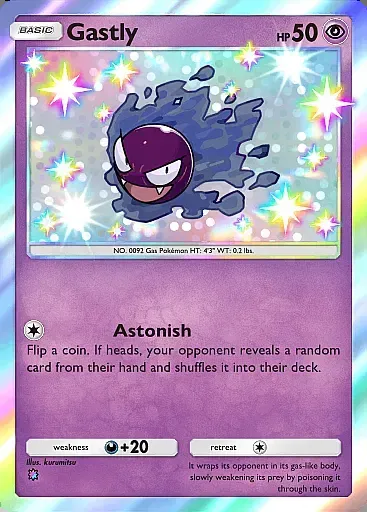 BASIC Gastly HP 50
NO. 0092 Gas Pokémon HT: 4'3" WT: 0.2 lbs.
Astonish
Flip a coin. If heads, your opponent reveals a random
card from their hand and shuffles it into their deck.
weakness +20 retreat
Illus. kurumitsu
It wraps its opponent in its gas-like body,
slowly weakening its prey by poisoning it
through the skin.